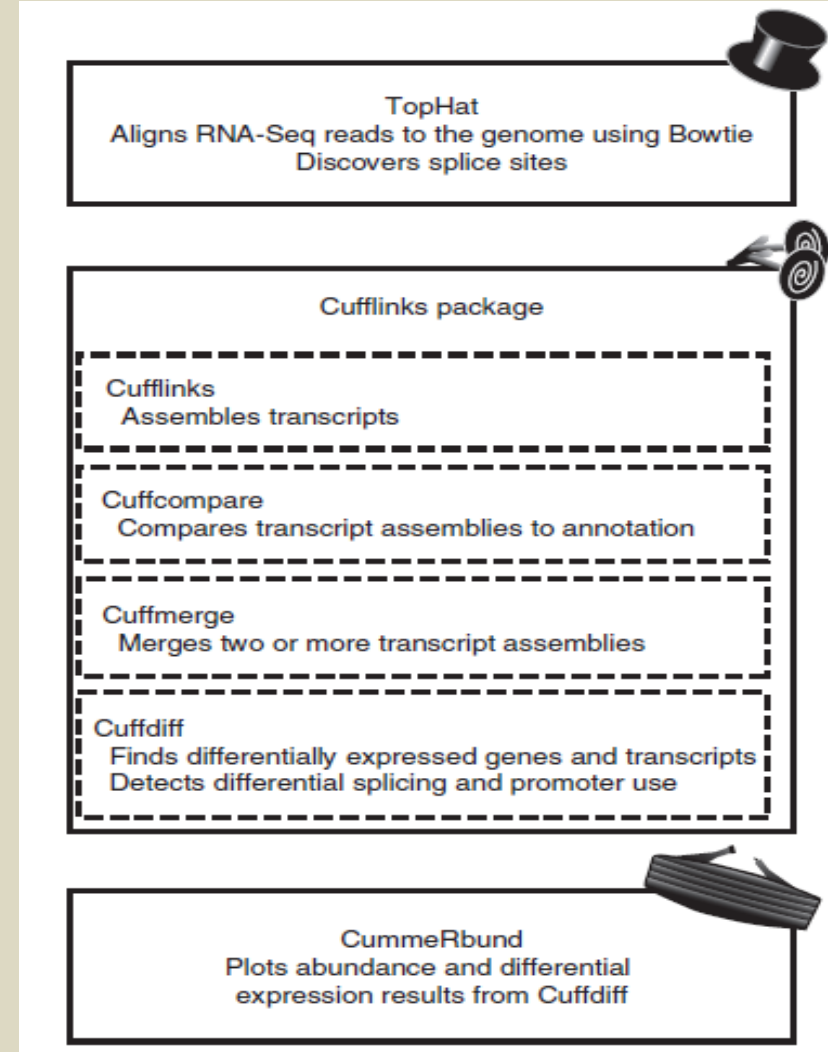 TopHat
Aligns RNA-Seq reads to the genome using Bowtie
Discovers splice sites
Cufflinks package
Cufflinks
Assembles transcripts
Cuffcompare
Compares transcript assemblies to annotation
Cuffmerge
Merges two or more transcript assemblies
Cuffdiff
Finds differentially expressed genes and transcripts
Detects differential splicing and promoter use
CummeRbund
Plots abundance and differential
expression results from Cuffdiff